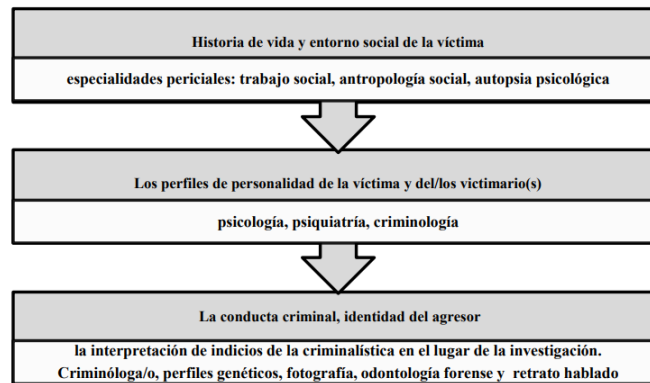 Historia de vida y entorno social de la víctima
especialidades periciales: trabajo social, antropología social, autopsia psicológica
Los perfiles de personalidad de la víctima y del/los victimario(s)
psicología, psiquiatría, criminología
La conducta criminal, identidad del agresor
la interpretación de indicios de la criminalística en el lugar de la investigación.
Criminóloga/o, perfiles genéticos, fotografía, odontología forense y retrato hablado